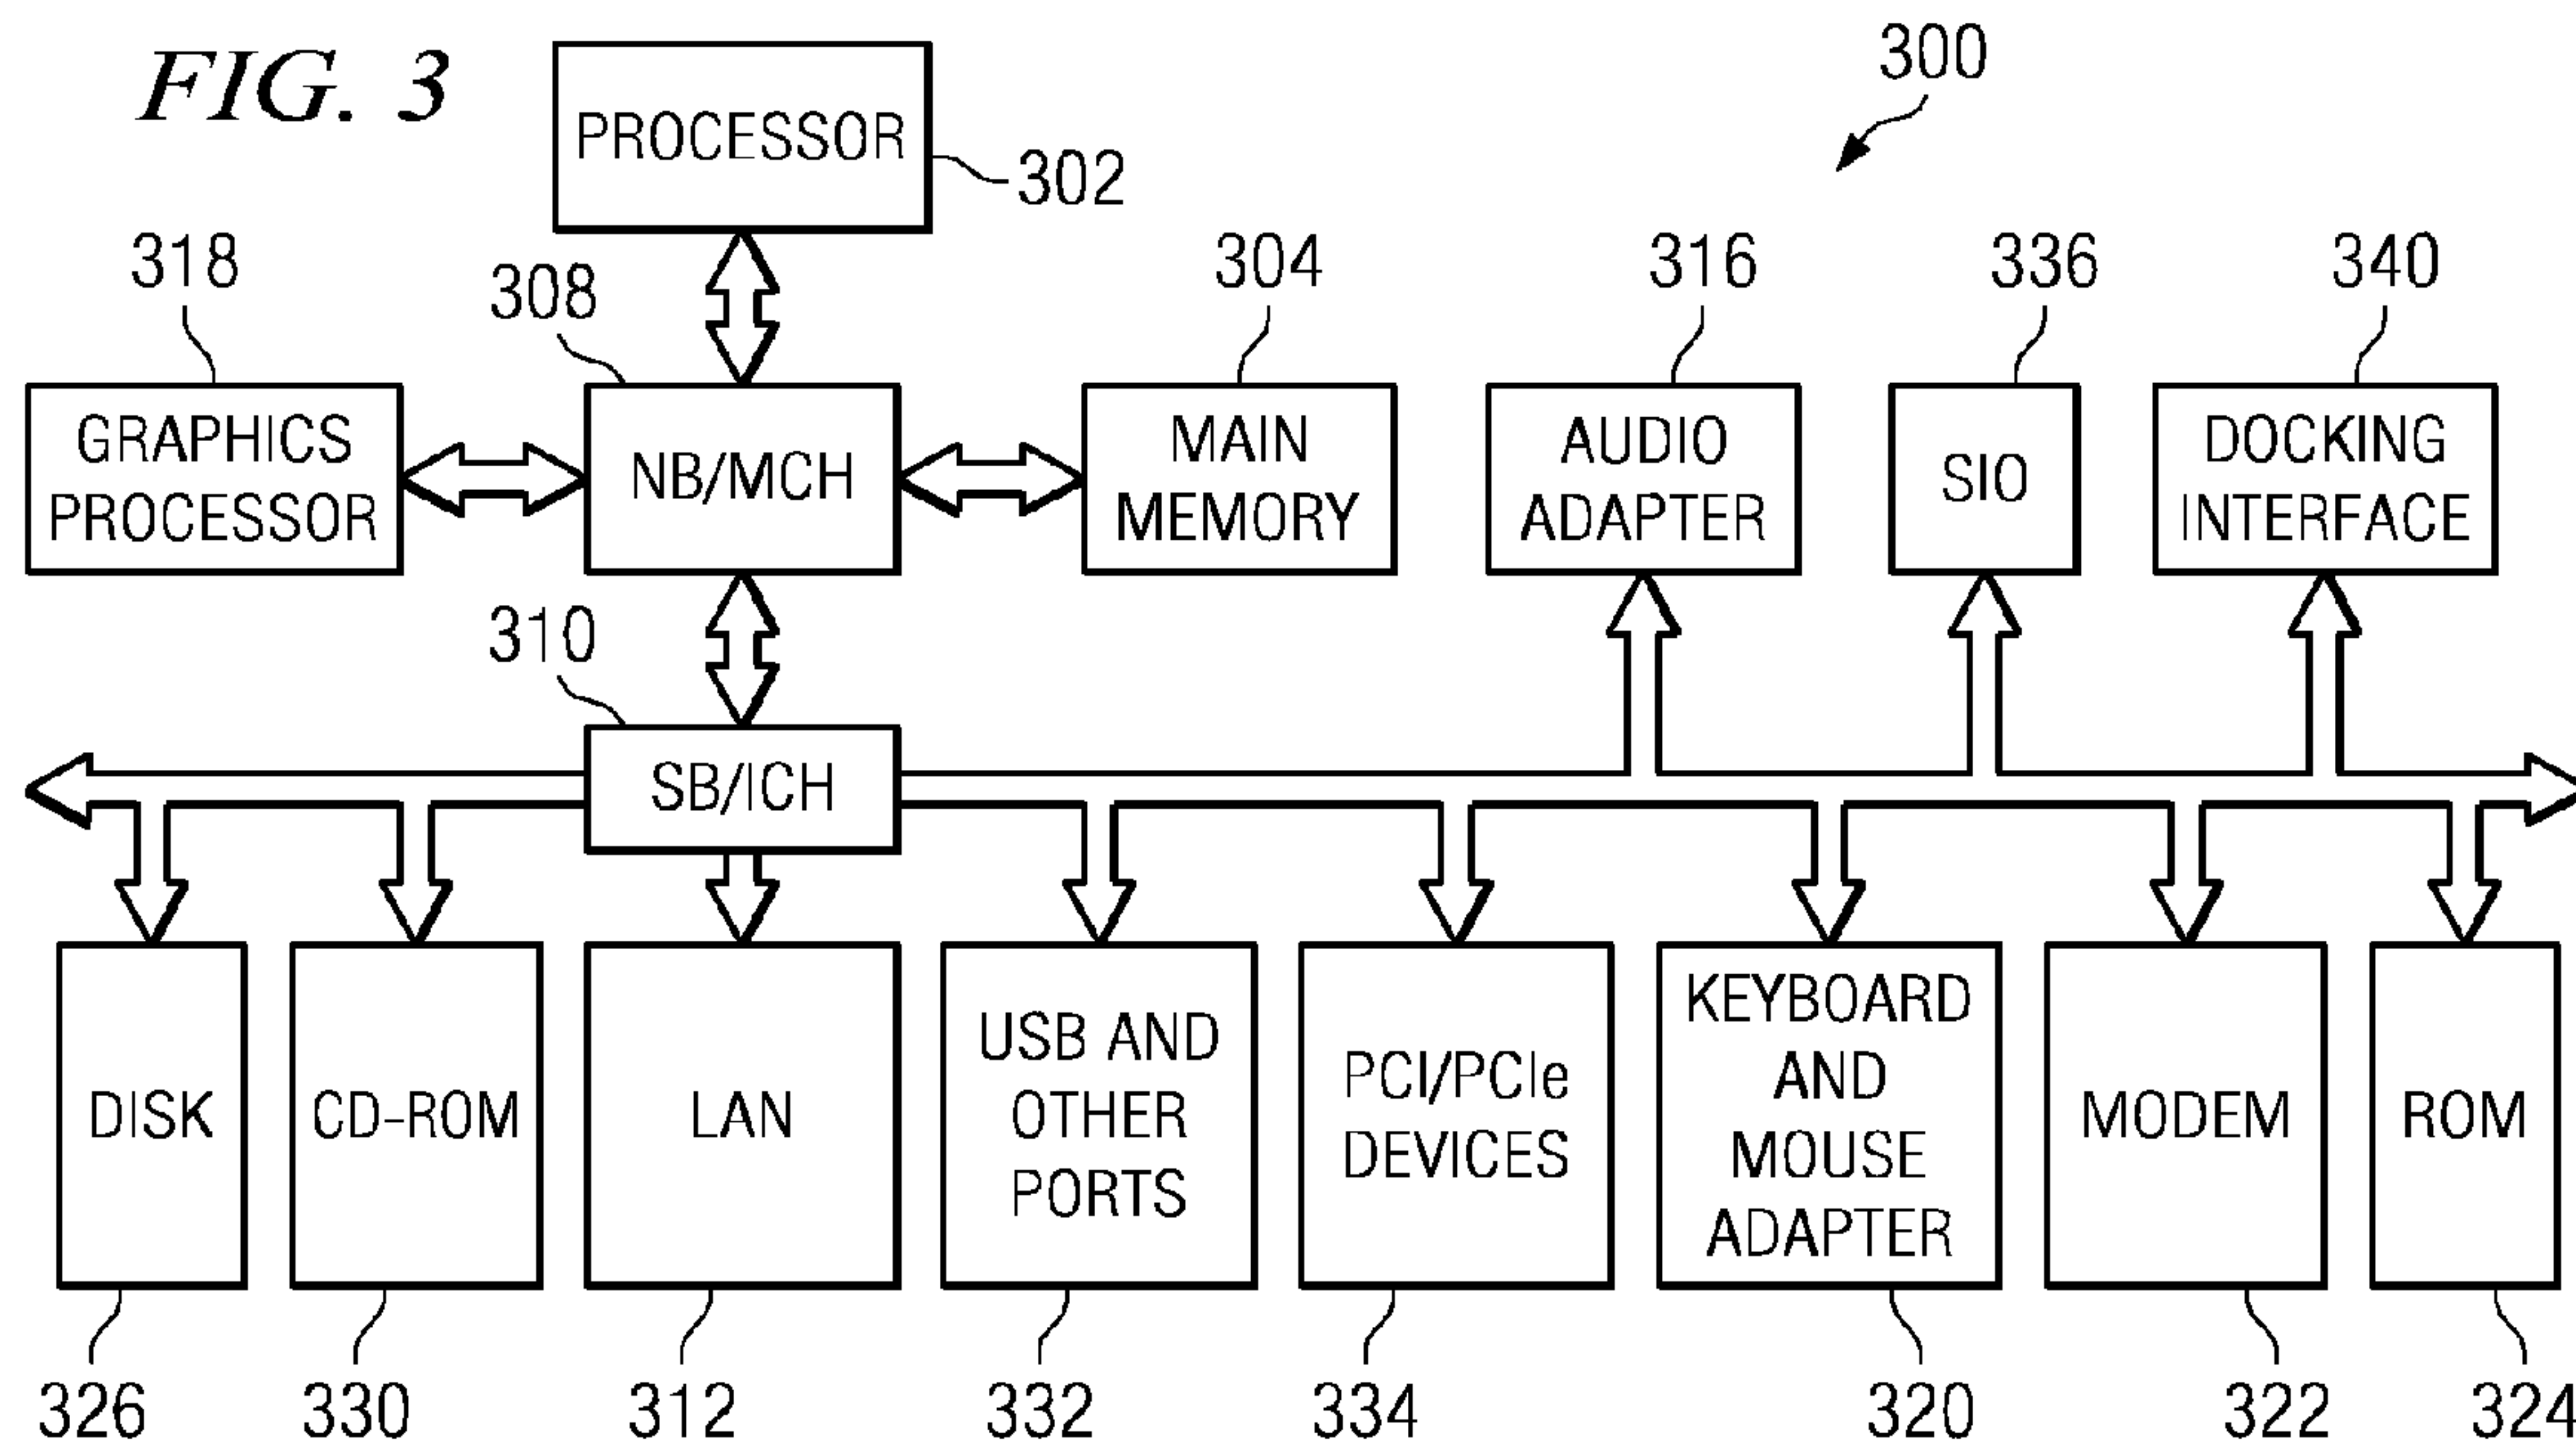 FIG. 3
300
PROCESSOR
302
318
308
304
316
336
340
GRAPHICS
PROCESSOR
NB/MCH
MAIN
MEMORY
AUDIO
ADAPTER
SIO
DOCKING
INTERFACE
310
SB/ICH
DISK
CD-ROM
LAN
USB AND
OTHER
PORTS
PCI/PCIe
DEVICES
KEYBOARD
AND
MOUSE
ADAPTER
MODEM
ROM
326
330
312
332
334
320
322
324